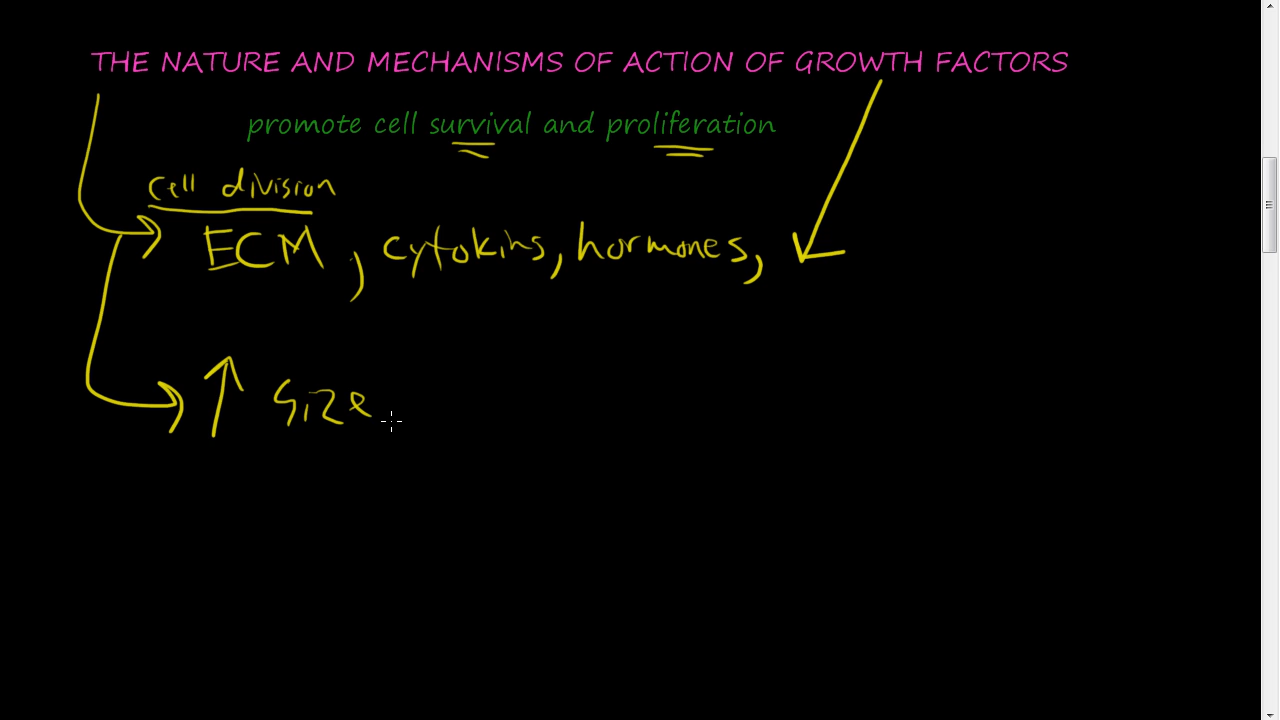 THE NATURE AND MECHANISMS OF ACTION OF GROWTH FACTORS
promote cell survival and proliferation
cell division
ECM, cytokins, hormones,
↑ size